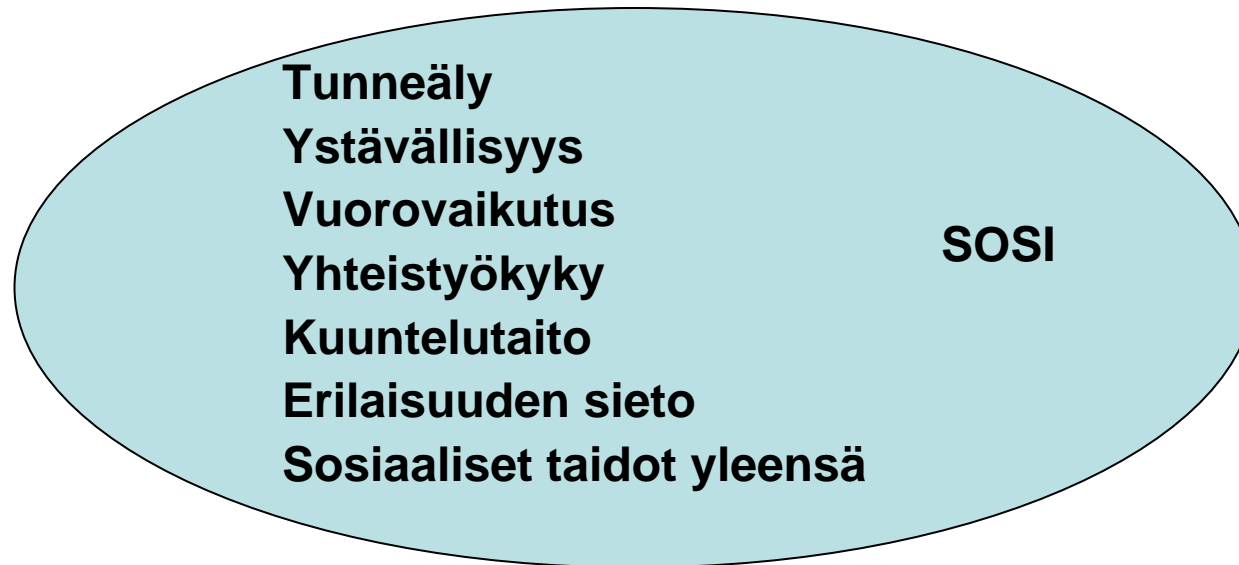 Tunneäly
Ystävällisyys
Vuorovaikutus
Yhteistyökyky
Kuuntelutaito
Erilaisuuden sieto
Sosiaaliset taidot yleensä
SOSI